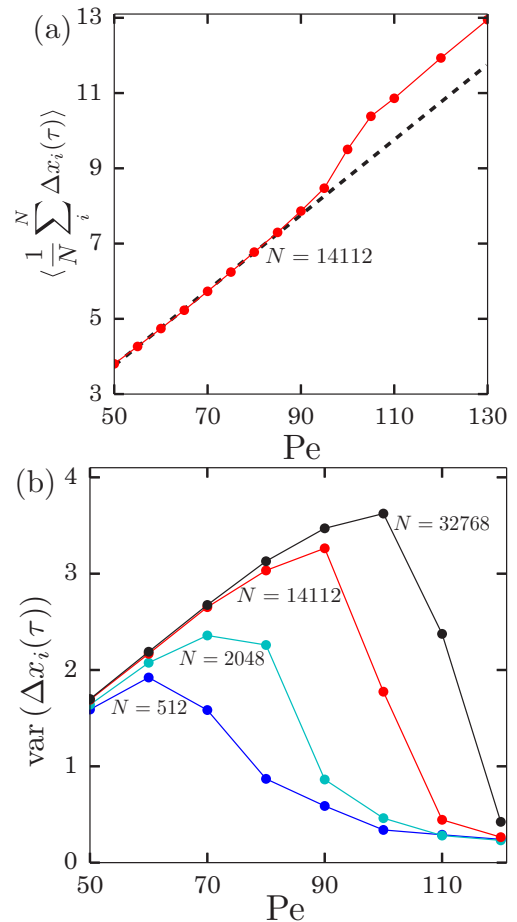 (a)
⟨1/N ∑_i^N Δx_i(τ)⟩
13
11
9
7
5
3
N = 14112
50 70 90 110 130
Pe
(b)
var (Δx_i(τ))
4
3
2
1
0
N = 32768
N = 14112
N = 2048
N = 512
50 70 90 110
Pe